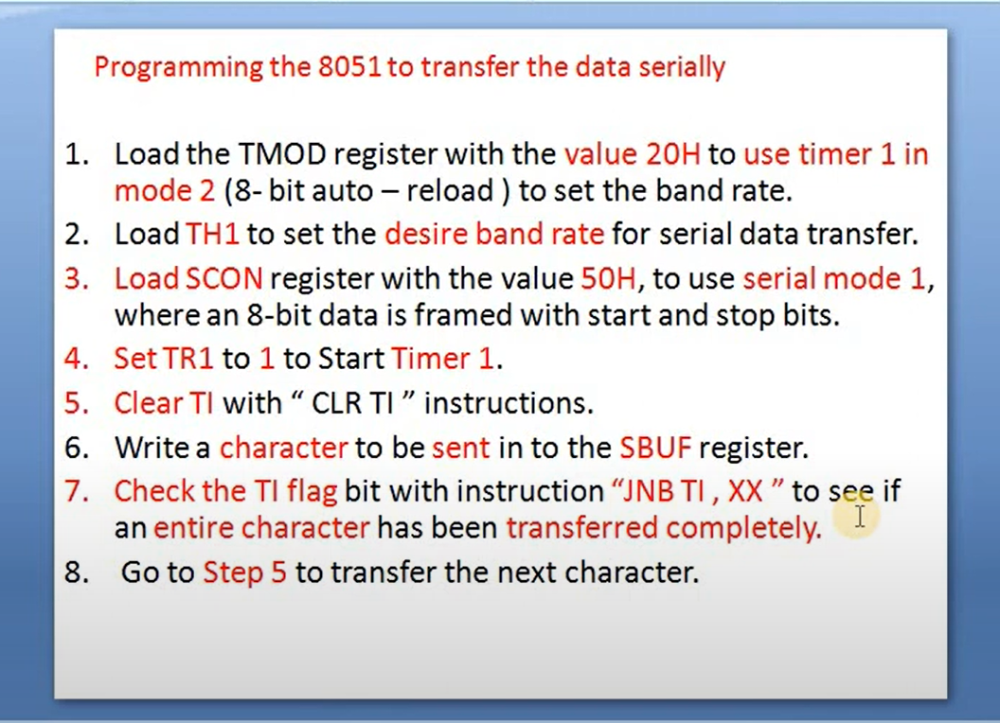 Programming the 8051 to transfer the data serially
1. Load the TMOD register with the value 20H to use timer 1 in
mode 2 (8- bit auto – reload ) to set the band rate.
2. Load TH1 to set the desire band rate for serial data transfer.
3. Load SCON register with the value 50H, to use serial mode 1,
where an 8-bit data is framed with start and stop bits.
4. Set TR1 to 1 to Start Timer 1.
5. Clear TI with “ CLR TI ” instructions.
6. Write a character to be sent in to the SBUF register.
7. Check the TI flag bit with instruction “JNB TI , XX ” to see if
an entire character has been transferred completely.
8. Go to Step 5 to transfer the next character.